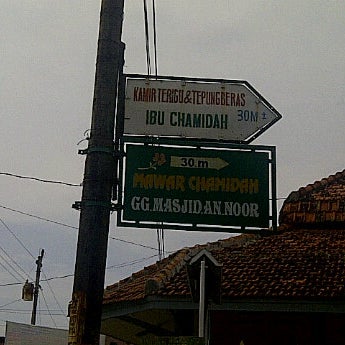 KAMIR TERIGU & TEPUNG BERAS
IBU CHAMIDAH
30M ±
30 m
MAWAR CHAMIDAH
GG. MASJID AN. NOOR